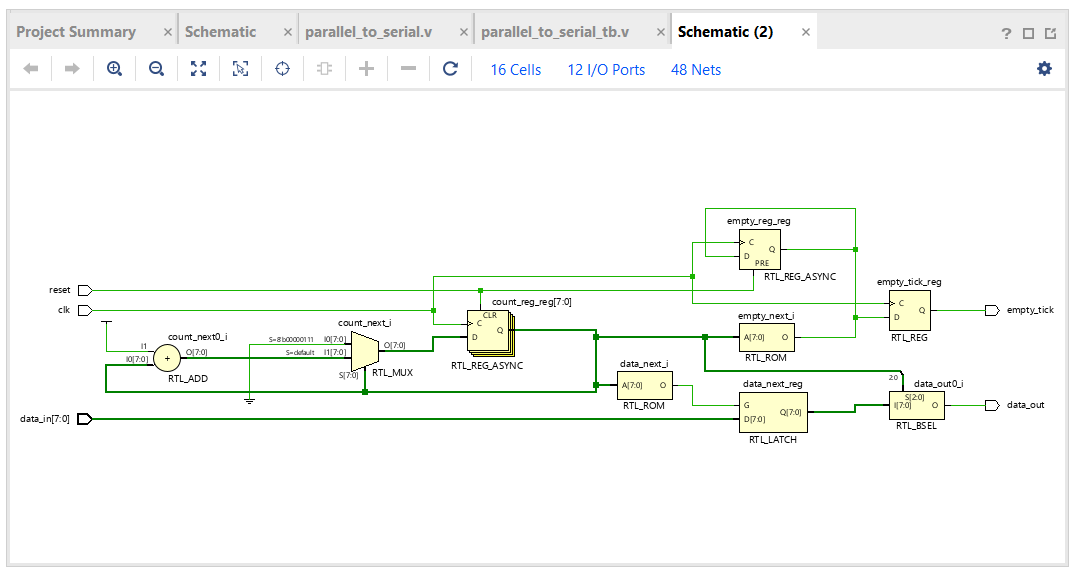 Project Summary × Schematic × parallel_to_serial.v × parallel_to_serial_tb.v × Schematic (2) × ?
16 Cells 12 I/O Ports 48 Nets
empty_reg_reg
C
D
Q
PRE
RTL_REG_ASYNC
reset
clk
empty_tick_reg
C
D
Q
RTL_REG
empty_tick
count_reg_reg[7:0]
CLR
C
D
Q
RTL_REG_ASYNC
count_next0_i
I1
I0[7:0]
+
O[7:0]
RTL_ADD
count_next_i
S=8'b00000111
I0[7:0]
S=default
I1[7:0]
O[7:0]
S[7:0]
RTL_MUX
empty_next_i
A[7:0]
O
RTL_ROM
data_next_i
A[7:0]
O
RTL_ROM
data_next_reg
G
D[7:0]
Q[7:0]
RTL_LATCH
2:0
data_out0_i
S[2:0]
I[7:0]
O
RTL_BSEL
data_out
data_in[7:0]